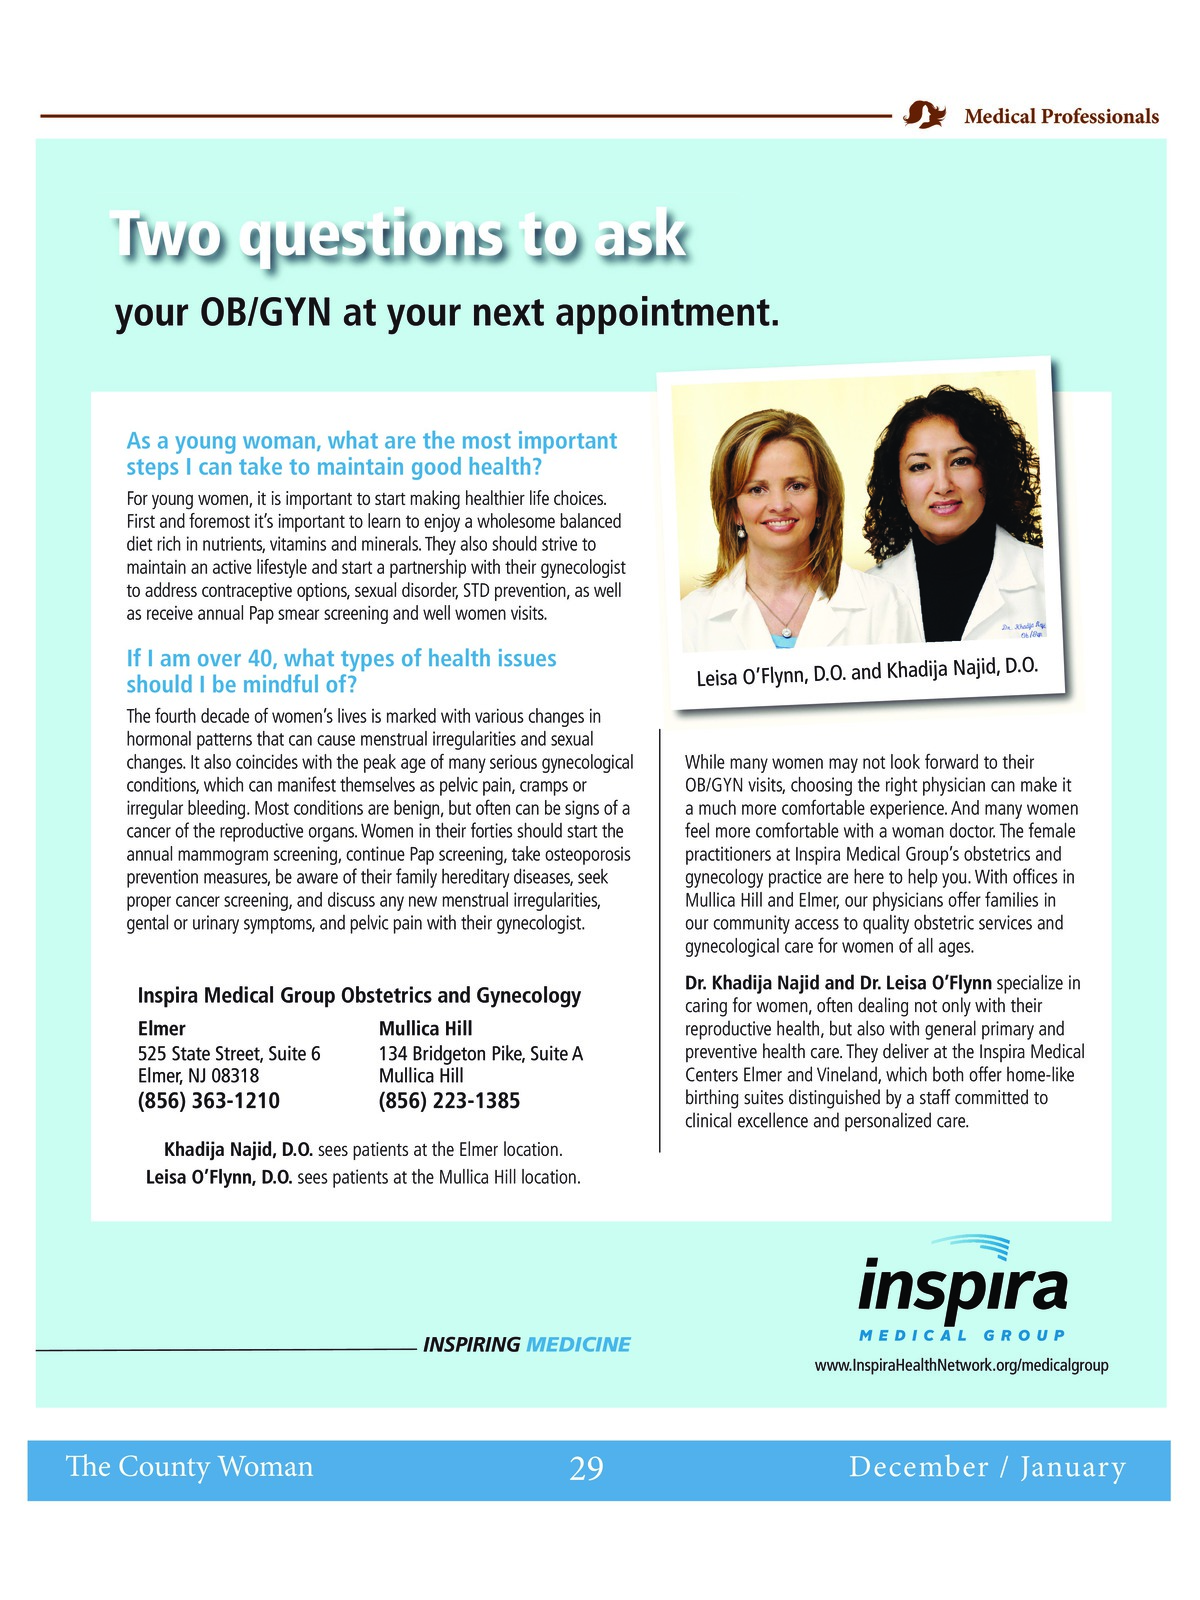 Medical Professionals
Two questions to ask
your OB/GYN at your next appointment.
As a young woman, what are the most important
steps I can take to maintain good health?
For young women, it is important to start making healthier life choices.
First and foremost it's important to learn to enjoy a wholesome balanced
diet rich in nutrients, vitamins and minerals. They also should strive to
maintain an active lifestyle and start a partnership with their gynecologist
to address contraceptive options, sexual disorder, STD prevention, as well
as receive annual Pap smear screening and well women visits.
If I am over 40, what types of health issues
should I be mindful of?
The fourth decade of women's lives is marked with various changes in
hormonal patterns that can cause menstrual irregularities and sexual
changes. It also coincides with the peak age of many serious gynecological
conditions, which can manifest themselves as pelvic pain, cramps or
irregular bleeding. Most conditions are benign, but often can be signs of a
cancer of the reproductive organs. Women in their forties should start the
annual mammogram screening, continue Pap screening, take osteoporosis
prevention measures, be aware of their family hereditary diseases, seek
proper cancer screening, and discuss any new menstrual irregularities,
gental or urinary symptoms, and pelvic pain with their gynecologist.
Inspira Medical Group Obstetrics and Gynecology
Elmer
525 State Street, Suite 6
Elmer, NJ 08318
(856) 363-1210
Mullica Hill
134 Bridgeton Pike, Suite A
Mullica Hill
(856) 223-1385
Khadija Najid, D.O. sees patients at the Elmer location.
Leisa O'Flynn, D.O. sees patients at the Mullica Hill location.
Dr. Khadija
Ob/Gyn
Leisa O'Flynn, D.O. and Khadija Najid, D.O.
While many women may not look forward to their
OB/GYN visits, choosing the right physician can make it
a much more comfortable experience. And many women
feel more comfortable with a woman doctor. The female
practitioners at Inspira Medical Group's obstetrics and
gynecology practice are here to help you. With offices in
Mullica Hill and Elmer, our physicians offer families in
our community access to quality obstetric services and
gynecological care for women of all ages.
Dr. Khadija Najid and Dr. Leisa O'Flynn specialize in
caring for women, often dealing not only with their
reproductive health, but also with general primary and
preventive health care. They deliver at the Inspira Medical
Centers Elmer and Vineland, which both offer home-like
birthing suites distinguished by a staff committed to
clinical excellence and personalized care.
inspira
MEDICAL GROUP
INSPIRING MEDICINE
www.InspiraHealthNetwork.org/medicalgroup
The County Woman
29
December / January